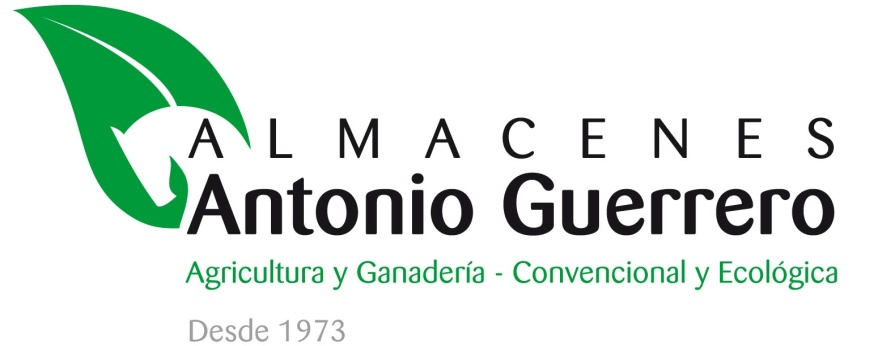 ALMACENES
Antonio Guerrero
Agricultura y Ganadería - Convencional y Ecológica
Desde 1973